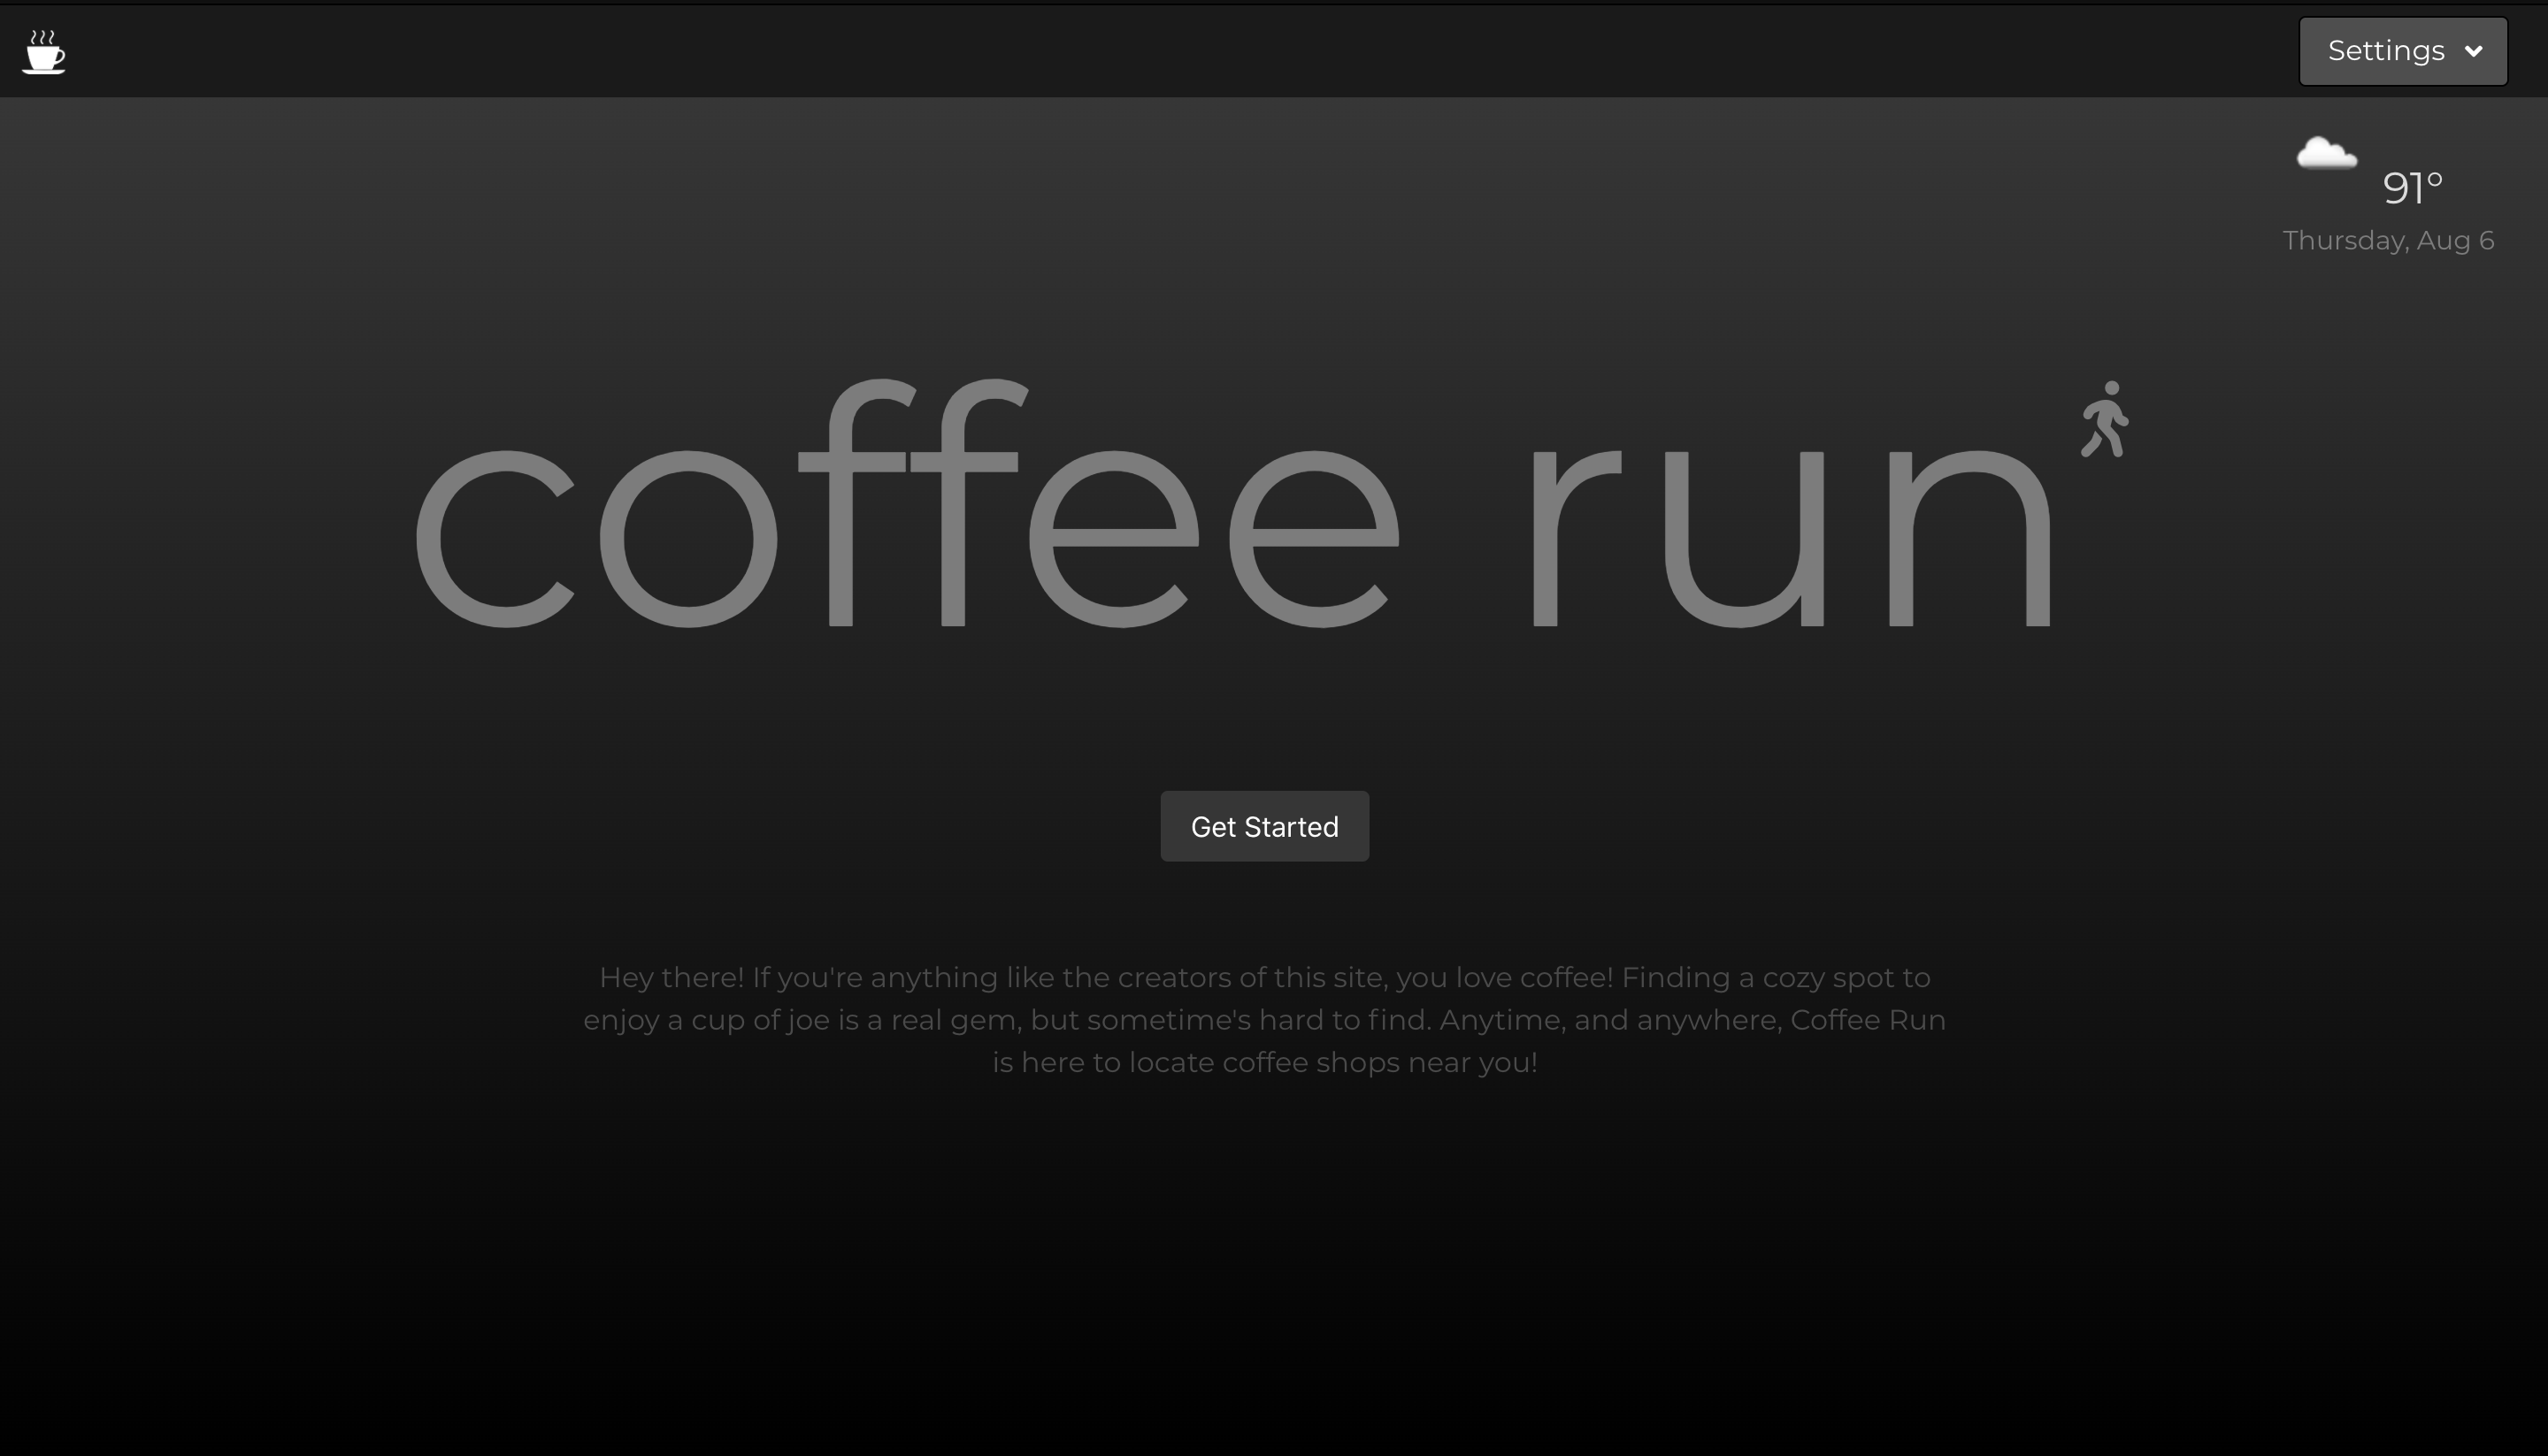 Settings
91°
Thursday, Aug 6
coffee run
Get Started
Hey there! If you're anything like the creators of this site, you love coffee! Finding a cozy spot to
enjoy a cup of joe is a real gem, but sometime's hard to find. Anytime, and anywhere, Coffee Run
is here to locate coffee shops near you!